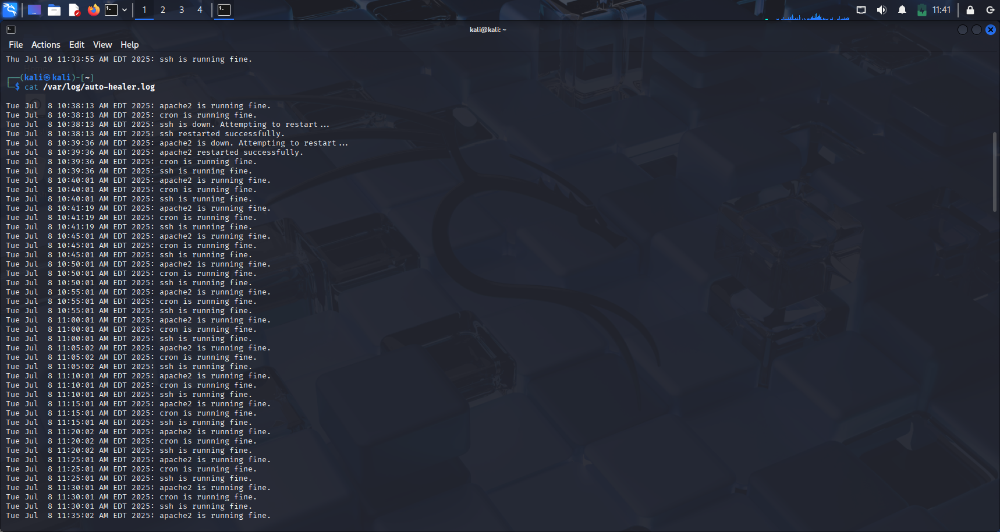 1 2 3 4
11:41
kali@kali: ~
File Actions Edit View Help
Thu Jul 10 11:33:55 AM EDT 2025: ssh is running fine.
Home
┌──(kali㉿kali)-[~]
└─$ cat /var/log/auto-healer.log
Tue Jul  8 10:38:13 AM EDT 2025: apache2 is running fine.
Tue Jul  8 10:38:13 AM EDT 2025: cron is running fine.
Tue Jul  8 10:38:13 AM EDT 2025: ssh is down. Attempting to restart...
Tue Jul  8 10:38:13 AM EDT 2025: ssh restarted successfully.
Tue Jul  8 10:39:36 AM EDT 2025: apache2 is down. Attempting to restart...
Tue Jul  8 10:39:36 AM EDT 2025: apache2 restarted successfully.
Tue Jul  8 10:39:36 AM EDT 2025: cron is running fine.
Tue Jul  8 10:39:36 AM EDT 2025: ssh is running fine.
Tue Jul  8 10:40:01 AM EDT 2025: apache2 is running fine.
Tue Jul  8 10:40:01 AM EDT 2025: cron is running fine.
Tue Jul  8 10:40:01 AM EDT 2025: ssh is running fine.
Tue Jul  8 10:41:19 AM EDT 2025: apache2 is running fine.
Tue Jul  8 10:41:19 AM EDT 2025: cron is running fine.
Tue Jul  8 10:41:19 AM EDT 2025: ssh is running fine.
Tue Jul  8 10:45:01 AM EDT 2025: apache2 is running fine.
Tue Jul  8 10:45:01 AM EDT 2025: cron is running fine.
Tue Jul  8 10:45:01 AM EDT 2025: ssh is running fine.
Tue Jul  8 10:50:01 AM EDT 2025: apache2 is running fine.
Tue Jul  8 10:50:01 AM EDT 2025: cron is running fine.
Tue Jul  8 10:50:01 AM EDT 2025: ssh is running fine.
Tue Jul  8 10:55:01 AM EDT 2025: apache2 is running fine.
Tue Jul  8 10:55:01 AM EDT 2025: cron is running fine.
Tue Jul  8 10:55:01 AM EDT 2025: ssh is running fine.
Tue Jul  8 11:00:01 AM EDT 2025: apache2 is running fine.
Tue Jul  8 11:00:01 AM EDT 2025: cron is running fine.
Tue Jul  8 11:00:01 AM EDT 2025: ssh is running fine.
Tue Jul  8 11:05:02 AM EDT 2025: apache2 is running fine.
Tue Jul  8 11:05:02 AM EDT 2025: cron is running fine.
Tue Jul  8 11:05:02 AM EDT 2025: ssh is running fine.
Tue Jul  8 11:10:01 AM EDT 2025: apache2 is running fine.
Tue Jul  8 11:10:01 AM EDT 2025: cron is running fine.
Tue Jul  8 11:10:01 AM EDT 2025: ssh is running fine.
Tue Jul  8 11:15:01 AM EDT 2025: apache2 is running fine.
Tue Jul  8 11:15:01 AM EDT 2025: cron is running fine.
Tue Jul  8 11:15:01 AM EDT 2025: ssh is running fine.
Tue Jul  8 11:20:02 AM EDT 2025: apache2 is running fine.
Tue Jul  8 11:20:02 AM EDT 2025: cron is running fine.
Tue Jul  8 11:20:02 AM EDT 2025: ssh is running fine.
Tue Jul  8 11:25:01 AM EDT 2025: apache2 is running fine.
Tue Jul  8 11:25:01 AM EDT 2025: cron is running fine.
Tue Jul  8 11:25:01 AM EDT 2025: ssh is running fine.
Tue Jul  8 11:30:01 AM EDT 2025: apache2 is running fine.
Tue Jul  8 11:30:01 AM EDT 2025: cron is running fine.
Tue Jul  8 11:30:01 AM EDT 2025: ssh is running fine.
Tue Jul  8 11:35:02 AM EDT 2025: apache2 is running fine.